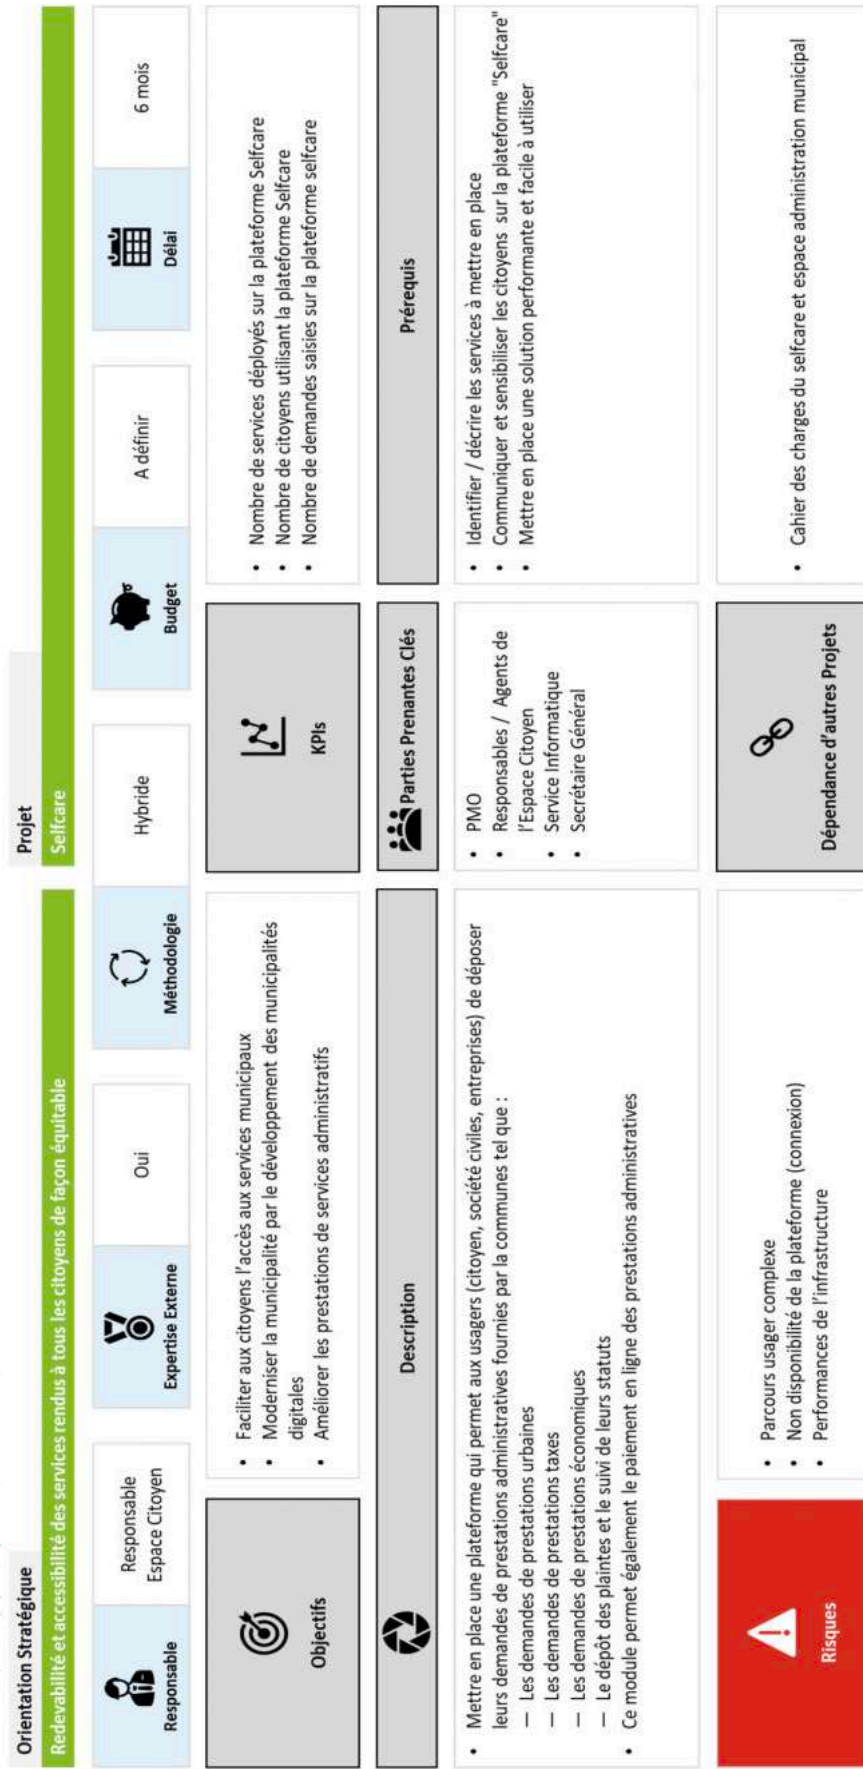 Orientation Stratégique
Projet
Redevabilité et accessibilité des services rendus à tous les citoyens de façon équitable
Selfcare
Responsable
Responsable
Espace Citoyen
Expertise Externe
Oui
Méthodologie
Hybride
Budget
A définir
Délai
6 mois
Objectifs
• Faciliter aux citoyens l'accès aux services municipaux
• Moderniser la municipalité par le développement des municipalités
digitales
• Améliorer les prestations de services administratifs
KPIs
• Nombre de services déployés sur la plateforme Selfcare
• Nombre de citoyens utilisant la plateforme Selfcare
• Nombre de demandes saisies sur la plateforme selfcare
Description
• Mettre en place une plateforme qui permet aux usagers (citoyen, société civiles, entreprises) de déposer
leurs demandes de prestations administratives fournies par la communes tel que :
— Les demandes de prestations urbaines
— Les demandes de prestations taxes
— Les demandes de prestations économiques
— Le dépôt des plaintes et le suivi de leurs statuts
• Ce module permet également le paiement en ligne des prestations administratives
Parties Prenantes Clés
• PMO
• Responsables / Agents de
l'Espace Citoyen
• Service Informatique
• Secrétaire Général
Prérequis
• Identifier / décrire les services à mettre en place
• Communiquer et sensibiliser les citoyens sur la plateforme "Selfcare"
• Mettre en place une solution performante et facile à utiliser
Risques
• Parcours usager complexe
• Non disponibilité de la plateforme (connexion)
• Performances de l'infrastructure
Dépendance d'autres Projets
• Cahier des charges du selfcare et espace administration municipal